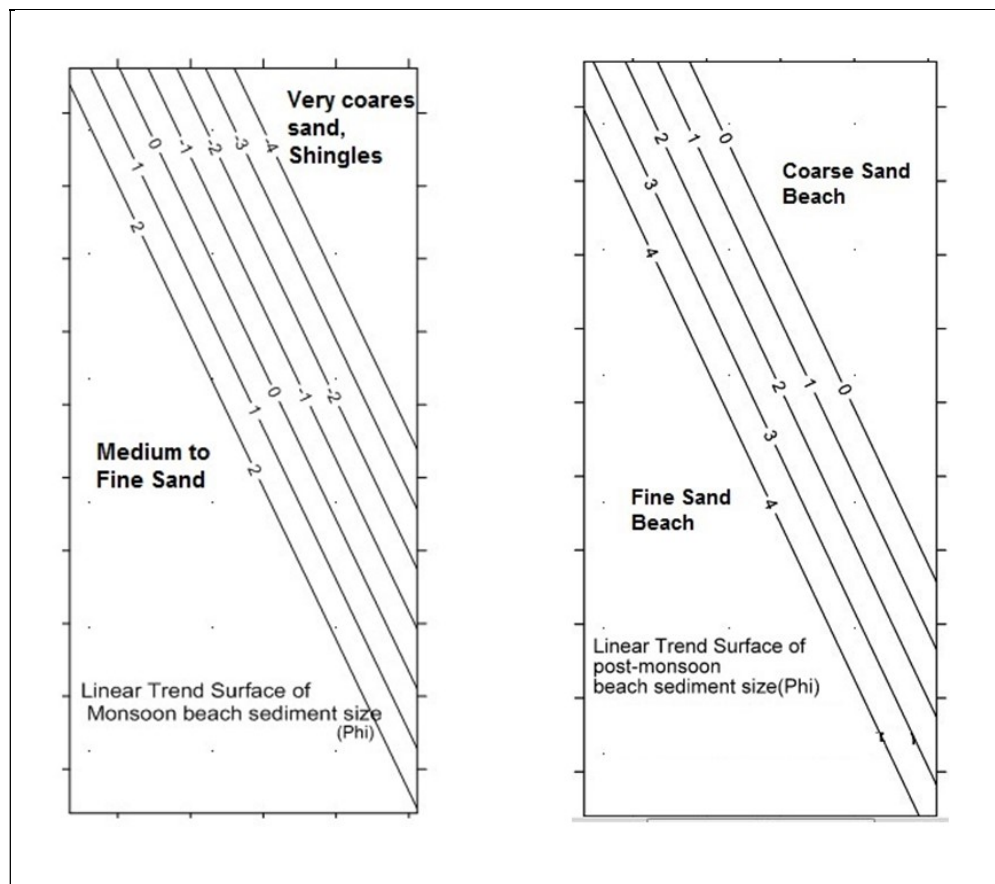 Very coares
sand,
Shingles
0 -1 -2 -3 -4
1
2
0 -1 -2
1
2
Medium to
Fine Sand
Linear Trend Surface of
Monsoon beach sediment size
(Phi)
2 1 0
3
4
Coarse Sand
Beach
2 1 0
3
4
Fine Sand
Beach
Linear Trend Surface of
post-monsoon
beach sediment size(Phi)